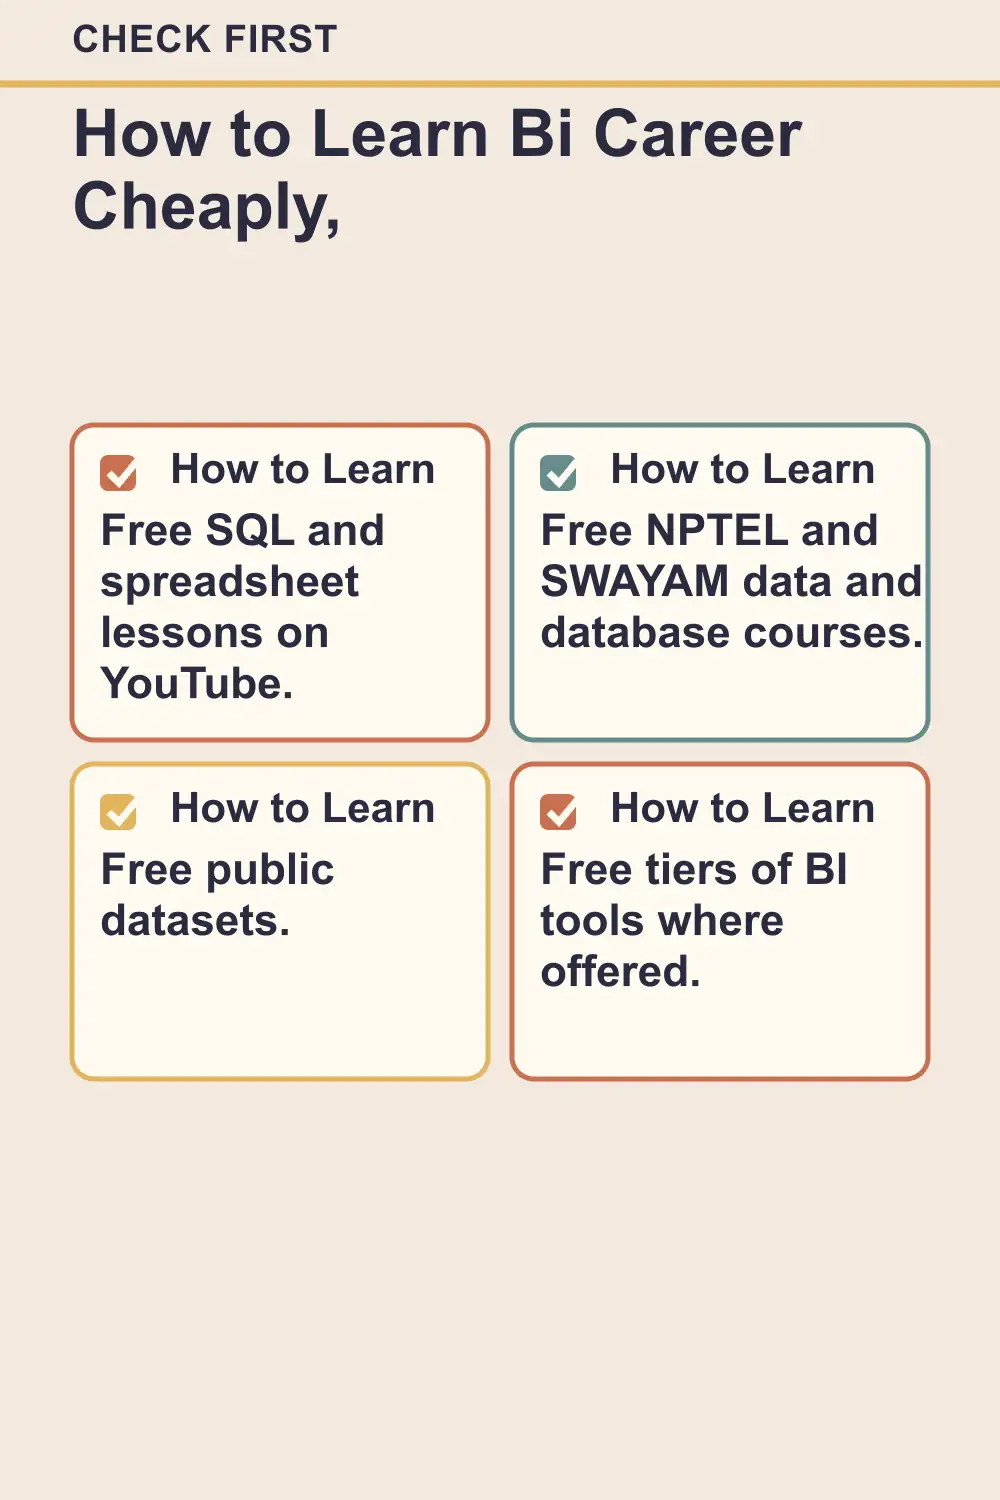 CHECK FIRST
How to Learn Bi Career
Cheaply,
How to Learn
Free SQL and
spreadsheet
lessons on
YouTube.
How to Learn
Free NPTEL and
SWAYAM data and
database courses.
How to Learn
Free public
datasets.
How to Learn
Free tiers of BI
tools where
offered.